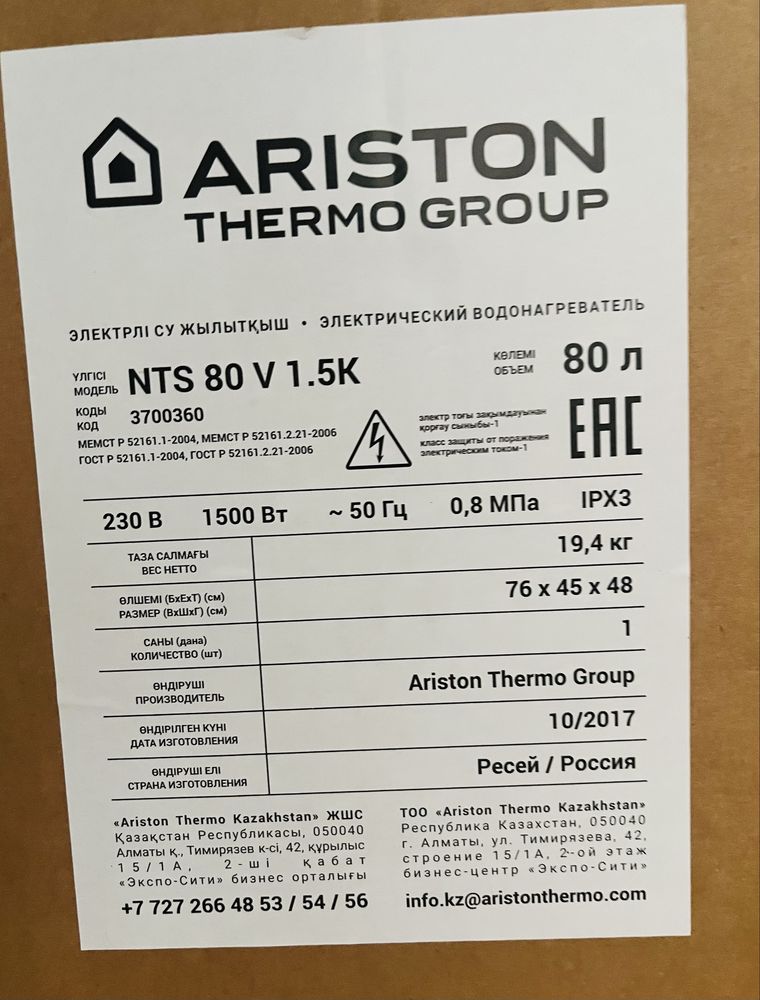 ARISTON
THERMO GROUP
ЭЛЕКТРЛІ СУ ЖЫЛЫТҚЫШ • ЭЛЕКТРИЧЕСКИЙ ВОДОНАГРЕВАТЕЛЬ
ҮЛГІСІ
МОДЕЛЬ
NTS 80 V 1.5K
КӨЛЕМІ
ОБЪЕМ
80 л
КОДЫ
КОД
3700360
МЕМСТ Р 52161.1-2004, МЕМСТ Р 52161.2.21-2006
ГОСТ Р 52161.1-2004, ГОСТ Р 52161.2.21-2006
электр тогы зақымдауынан
қорғау сыныбы-1
класс защиты от поражения
электрическим током-1
EAC
230 В 1500 Вт ~ 50 Гц 0,8 МПа IPX3
ТАЗА САЛМАҒЫ
ВЕС НЕТТО
19,4 кг
ӨЛШЕМІ (БхЕхТ) (см)
РАЗМЕР (ВхШхГ) (см)
76 x 45 x 48
САНЫ (дана)
КОЛИЧЕСТВО (шт)
1
ӨНДІРУШІ
ПРОИЗВОДИТЕЛЬ
Ariston Thermo Group
ӨНДІРІЛГЕН КҮНІ
ДАТА ИЗГОТОВЛЕНИЯ
10/2017
ӨНДІРУШІ ЕЛІ
СТРАНА ИЗГОТОВЛЕНИЯ
Ресей / Россия
«Ariston Thermo Kazakhstan» ЖШС
Қазақстан Республикасы, 050040
Алматы қ., Тимирязев к-сі, 42, құрылыс
15/1А, 2-ші қабат
«Экспо-Сити» бизнес орталығы
+7 727 266 48 53 / 54 / 56
ТОО «Ariston Thermo Kazakhstan»
Республика Казахстан, 050040
г. Алматы, ул. Тимирязева, 42,
строение 15/1А, 2-ой этаж
бизнес-центр «Экспо-Сити»
info.kz@aristonthermo.com